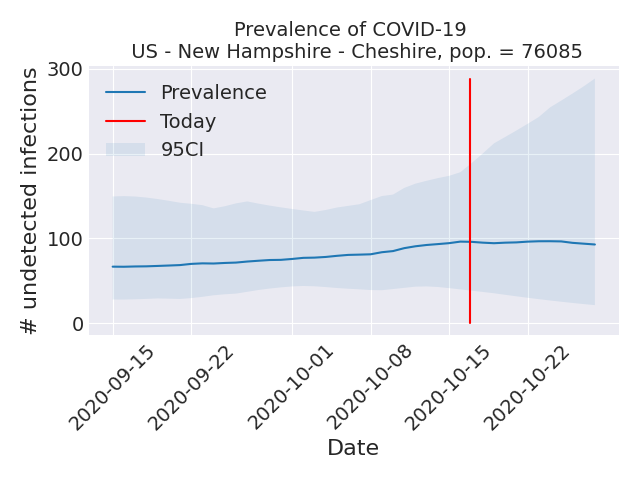 Prevalence of COVID-19
US - New Hampshire - Cheshire, pop. = 76085
# undetected infections
300
200
100
0
Prevalence
Today
95CI
2020-09-15
2020-09-22
2020-10-01
2020-10-08
2020-10-15
2020-10-22
Date